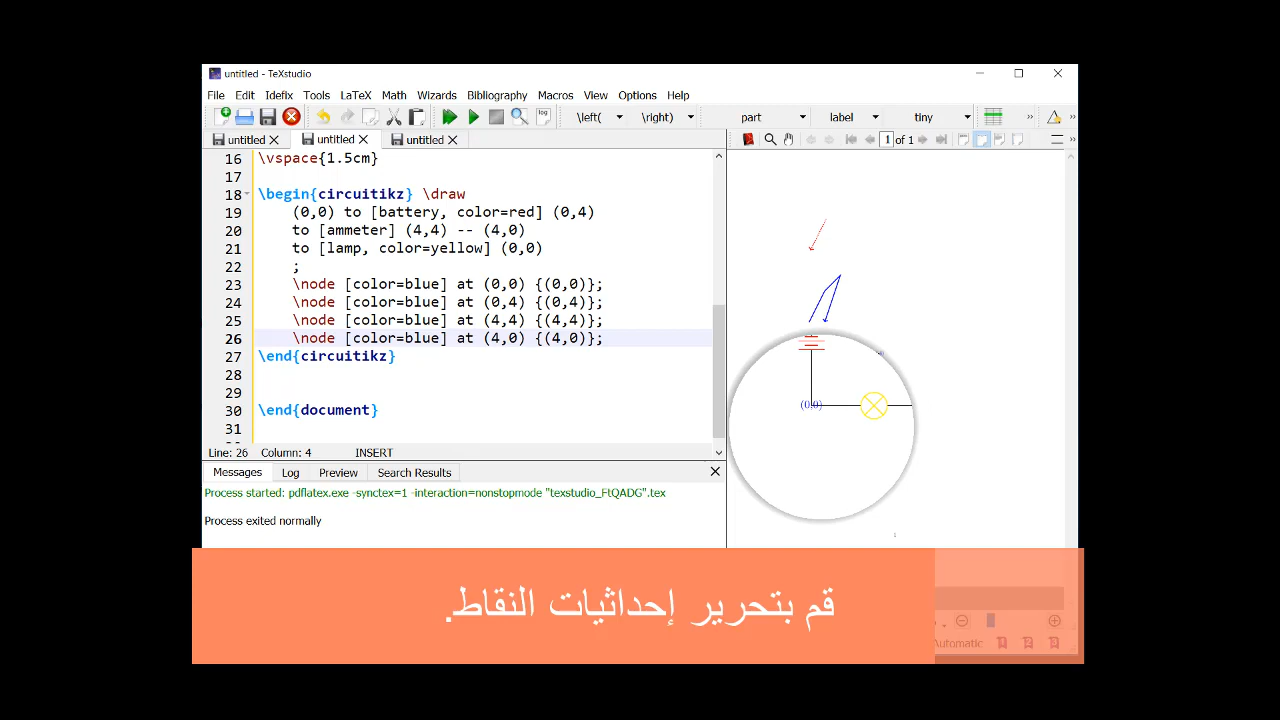 untitled - TeXstudio
File Edit Idefix Tools LaTeX Math Wizards Bibliography Macros View Options Help
\left( \right) part label tiny
untitled untitled untitled
1 of 1
16 \vspace{1.5cm}
17
18 \begin{circuitikz} \draw
19 (0,0) to [battery, color=red] (0,4)
20 to [ammeter] (4,4) -- (4,0)
21 to [lamp, color=yellow] (0,0)
22 ;
23 \node [color=blue] at (0,0) {(0,0)};
24 \node [color=blue] at (0,4) {(0,4)};
25 \node [color=blue] at (4,4) {(4,4)};
26 \node [color=blue] at (4,0) {(4,0)};
27 \end{circuitikz}
28
29
30 \end{document}
31
(0,0)
Line: 26 Column: 4 INSERT
Messages Log Preview Search Results
Process started: pdflatex.exe -synctex=1 -interaction=nonstopmode "texstudio_FtQADG".tex
Process exited normally
قم بتحرير إحداثيات النقاط.
Automatic